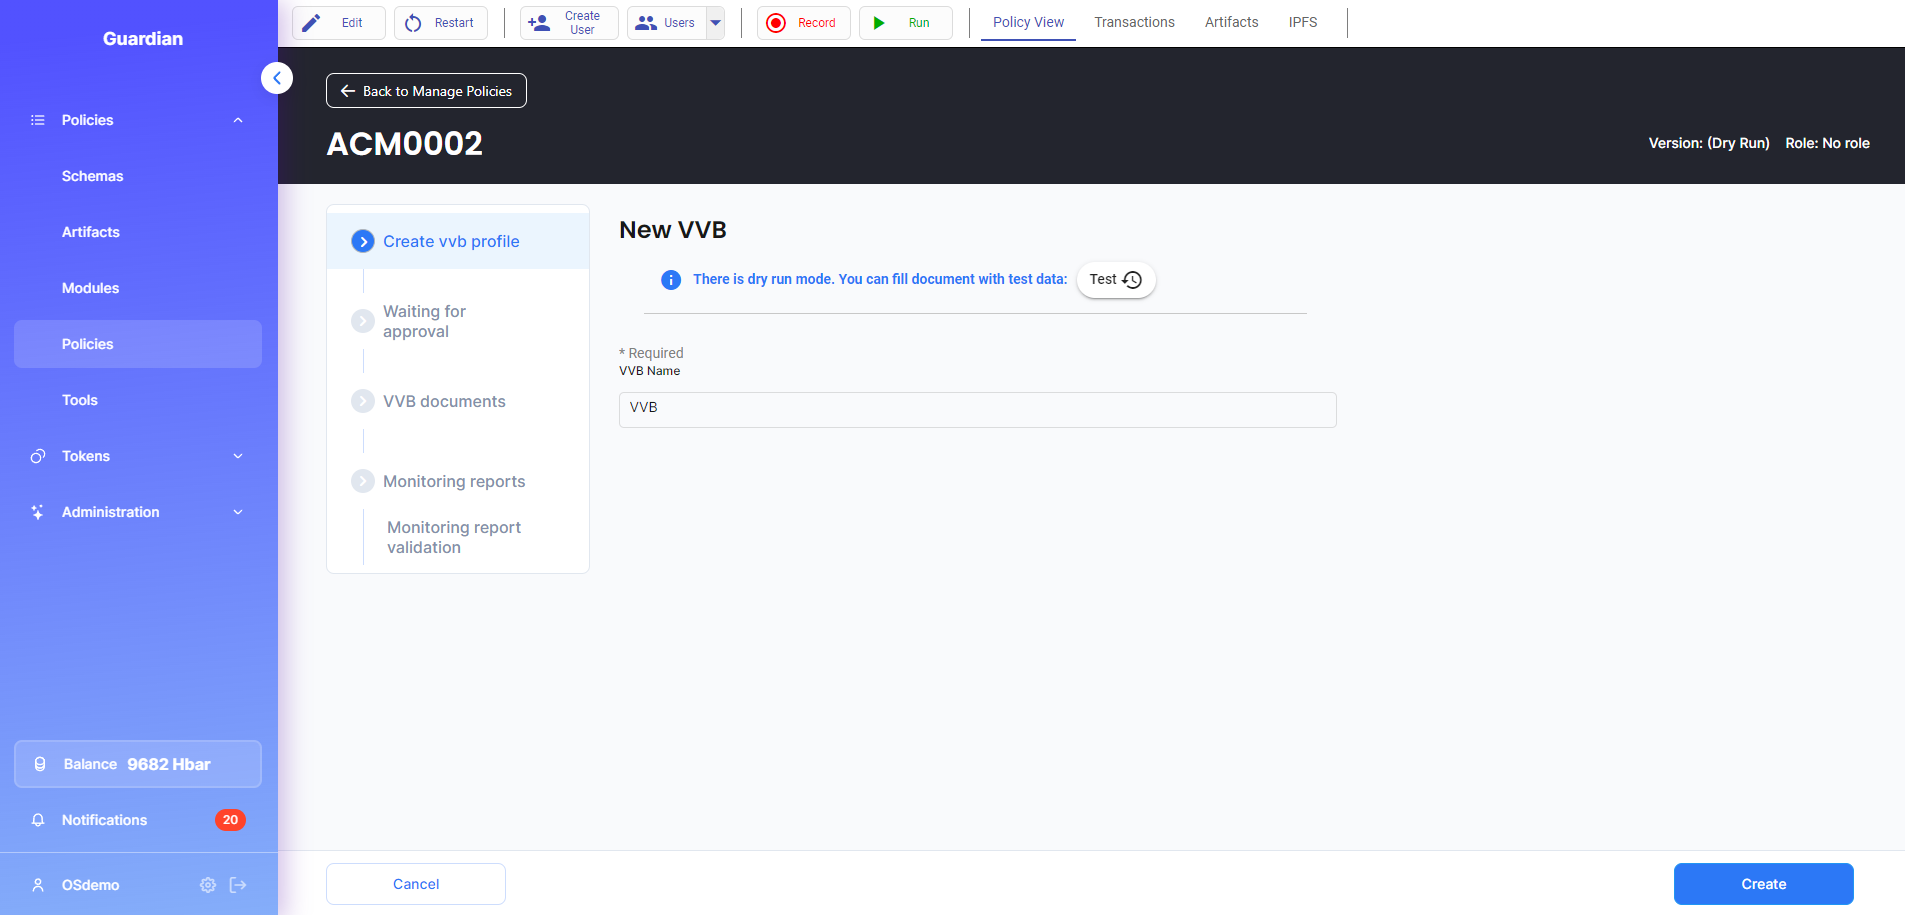 Guardian
Policies
Schemas
Artifacts
Modules
Policies
Tools
Tokens
Administration
Balance 9682 Hbar
Notifications 20
OSdemo
Edit
Restart
Create
User
Users
Record
Run
Policy View
Transactions
Artifacts
IPFS
Back to Manage Policies
ACM0002
Version: (Dry Run) Role: No role
Create vvb profile
Waiting for
approval
VVB documents
Monitoring reports
Monitoring report
validation
New VVB
There is dry run mode. You can fill document with test data:
Test
* Required
VVB Name
VVB
Cancel
Create